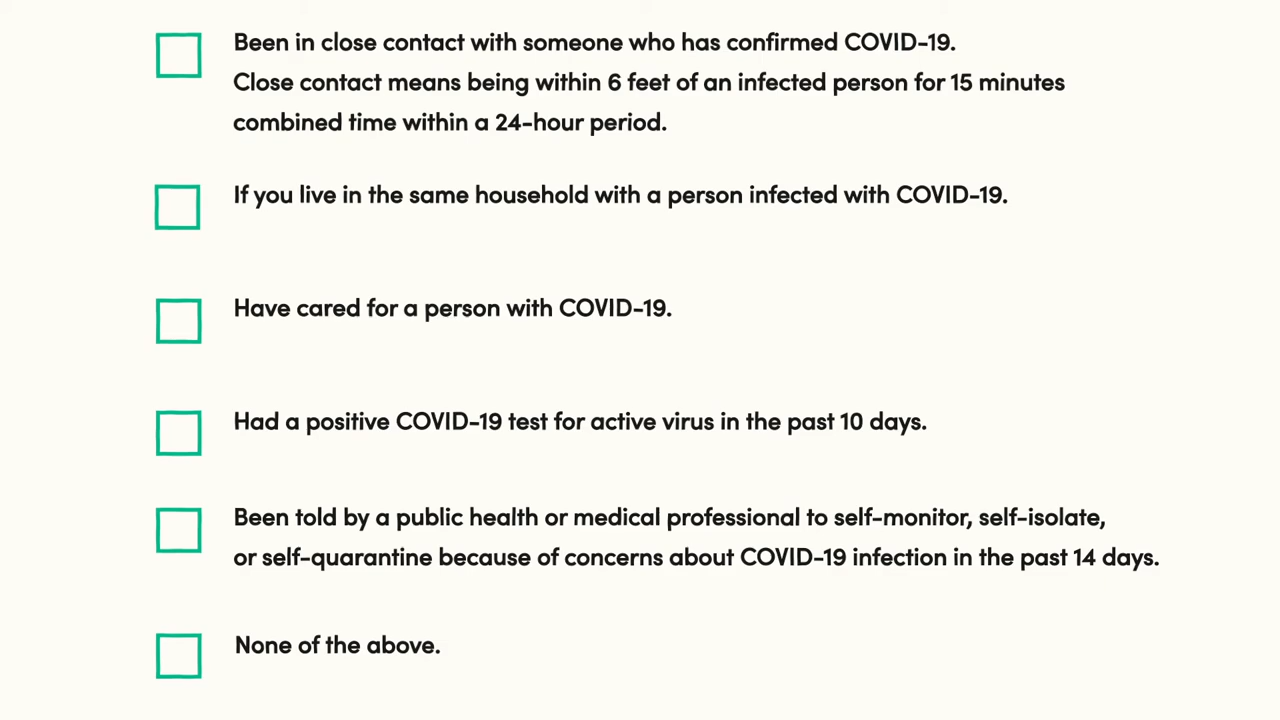 Been in close contact with someone who has confirmed COVID-19.
Close contact means being within 6 feet of an infected person for 15 minutes
combined time within a 24-hour period.
If you live in the same household with a person infected with COVID-19.
Have cared for a person with COVID-19.
Had a positive COVID-19 test for active virus in the past 10 days.
Been told by a public health or medical professional to self-monitor, self-isolate,
or self-quarantine because of concerns about COVID-19 infection in the past 14 days.
None of the above.